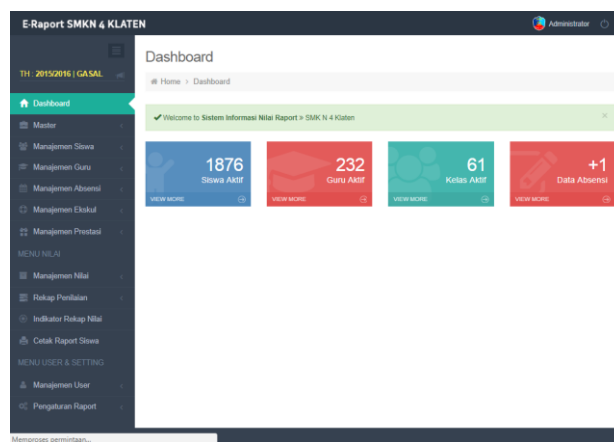 E-Raport SMKN 4 KLATEN
Administrator
TH : 2015/2016 | GASAL
Dashboard
Home > Dashboard
Welcome to Sistem Informasi Nilai Raport > SMK N 4 Klaten
×
Dashboard
Master
Manajemen Siswa
Manajemen Guru
Manajemen Absensi
Manajemen Ekskul
Manajemen Prestasi
MENU NILAI
Manajemen Nilai
Rekap Penilaian
Indikator Rekap Nilai
Cetak Raport Siswa
MENU USER & SETTING
Manajemen User
Pengaturan Raport
1876
Siswa Aktif
VIEW MORE
232
Guru Aktif
VIEW MORE
61
Kelas Aktif
VIEW MORE
+1
Data Absensi
VIEW MORE
Memproses permintaan...